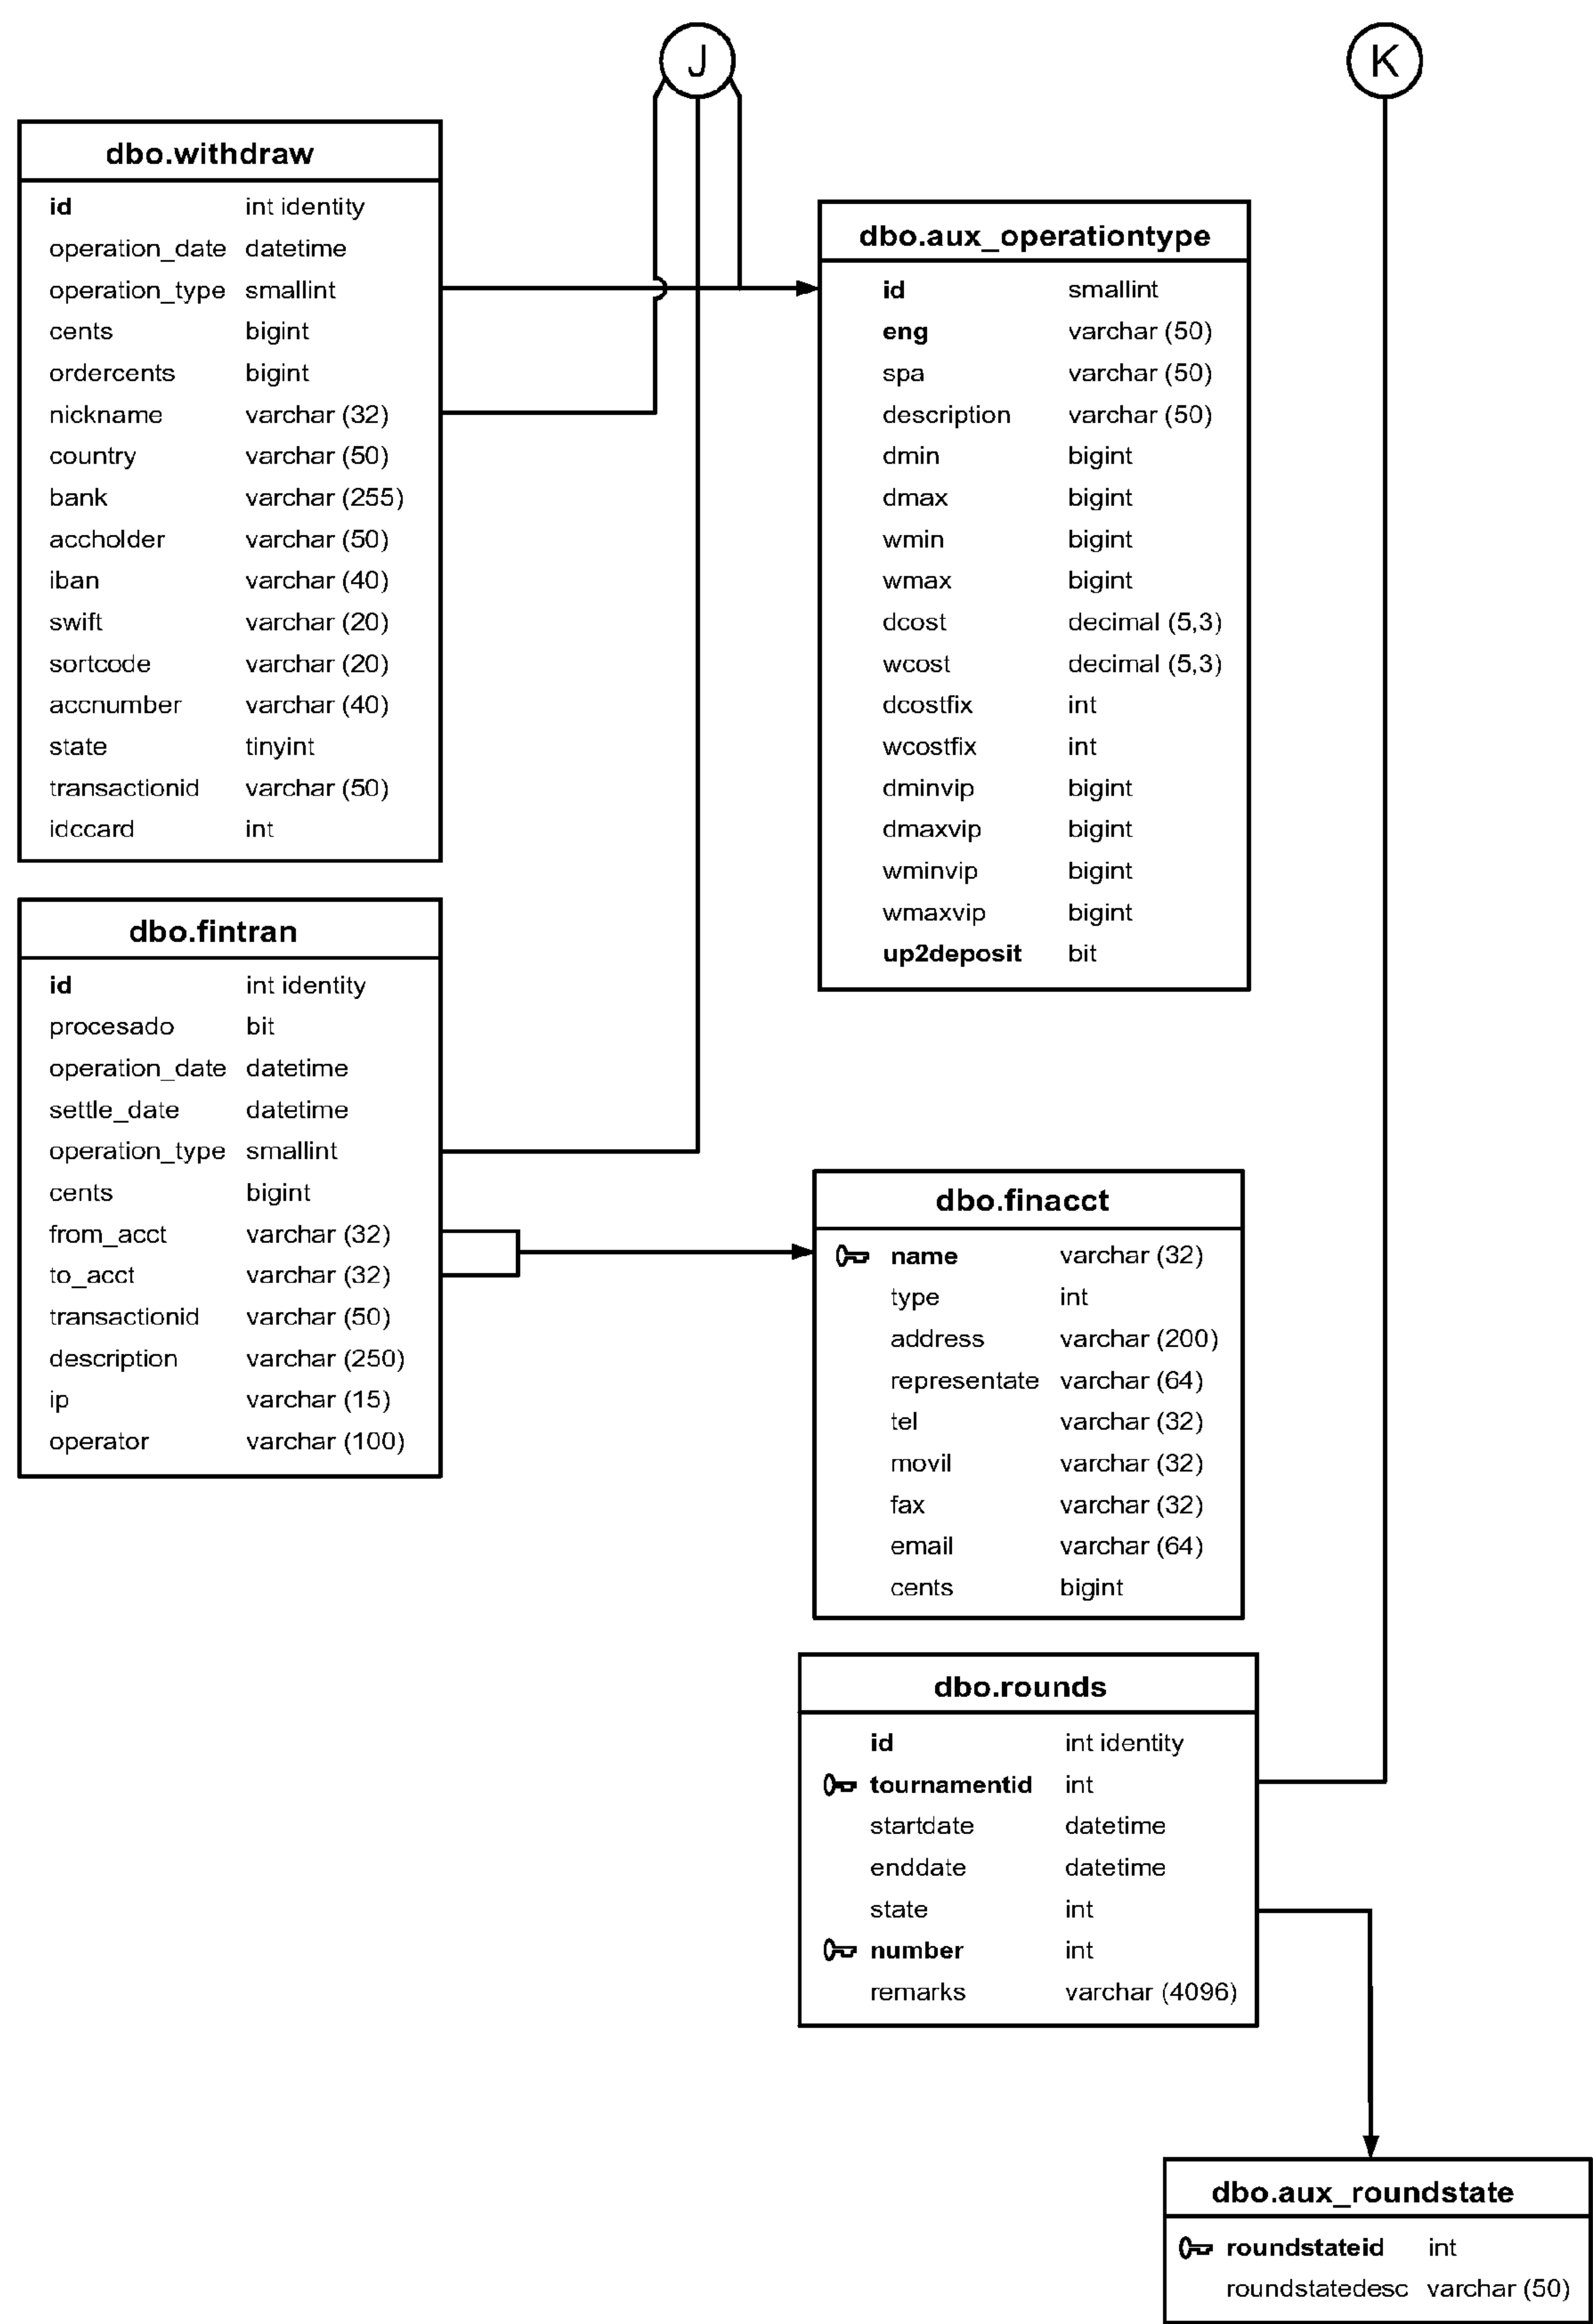 J
K
dbo.withdraw
id int identity
operation_date datetime
operation_type smallint
cents bigint
ordercents bigint
nickname varchar (32)
country varchar (50)
bank varchar (255)
accholder varchar (50)
iban varchar (40)
swift varchar (20)
sortcode varchar (20)
accnumber varchar (40)
state tinyint
transactionid varchar (50)
idccard int
dbo.aux_operationtype
id smallint
eng varchar (50)
spa varchar (50)
description varchar (50)
dmin bigint
dmax bigint
wmin bigint
wmax bigint
dcost decimal (5,3)
wcost decimal (5,3)
dcostfix int
wcostfix int
dminvip bigint
dmaxvip bigint
wminvip bigint
wmaxvip bigint
up2deposit bit
dbo.fintran
id int identity
procesado bit
operation_date datetime
settle_date datetime
operation_type smallint
cents bigint
from_acct varchar (32)
to_acct varchar (32)
transactionid varchar (50)
description varchar (250)
ip varchar (15)
operator varchar (100)
dbo.finacct
name varchar (32)
type int
address varchar (200)
representate varchar (64)
tel varchar (32)
movil varchar (32)
fax varchar (32)
email varchar (64)
cents bigint
dbo.rounds
id int identity
tournamentid int
startdate datetime
enddate datetime
state int
number int
remarks varchar (4096)
dbo.aux_roundstate
roundstateid int
roundstatedesc varchar (50)